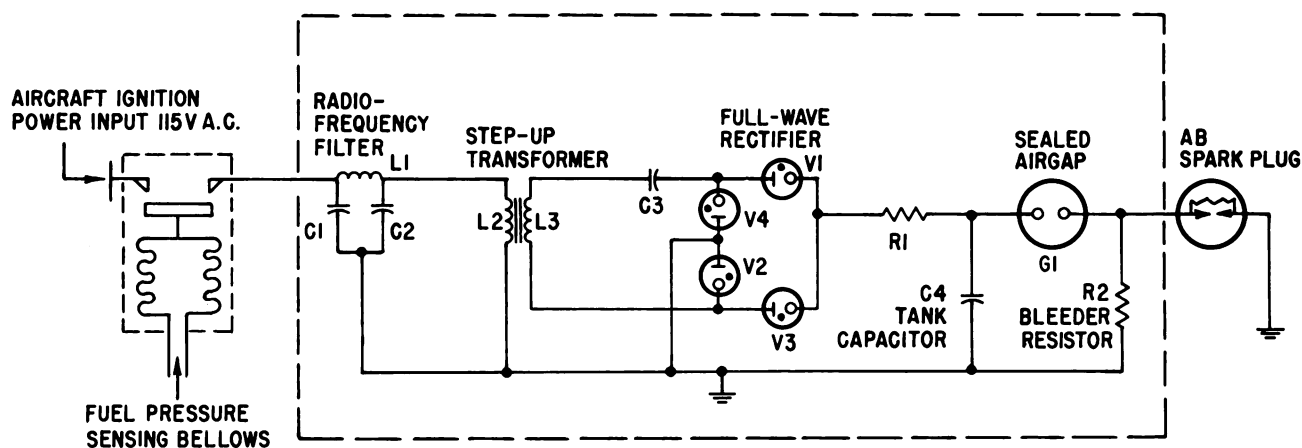 AIRCRAFT IGNITION
POWER INPUT 115V A.C.
FUEL PRESSURE
SENSING BELLOWS
RADIO-
FREQUENCY
FILTER
L1
C1
C2
STEP-UP
TRANSFORMER
L2
L3
C3
FULL-WAVE
RECTIFIER
V1
V4
V2
V3
R1
C4
TANK
CAPACITOR
SEALED
AIRGAP
G1
R2
BLEEDER
RESISTOR
AB
SPARK PLUG